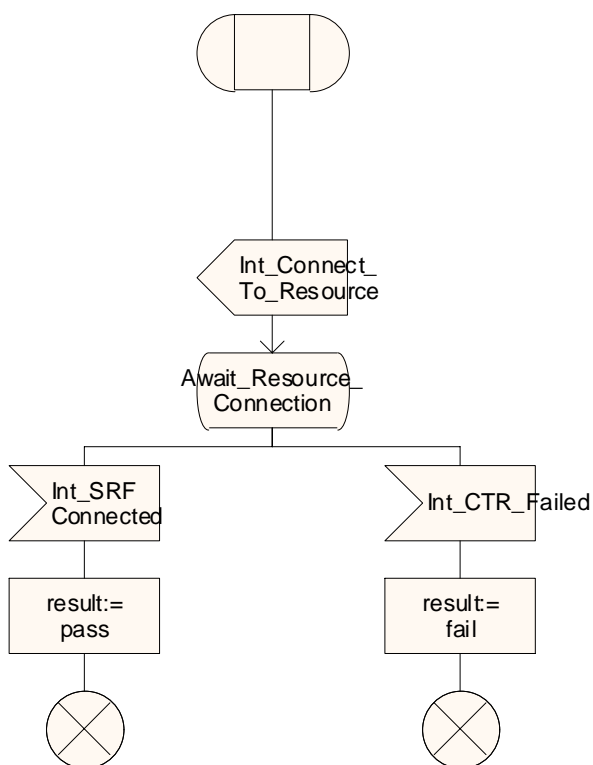 Int_Connect_
To_Resource
Await_Resource_
Connection
Int_SRF
Connected
Int_CTR_Failed
result:=
pass
result:=
fail